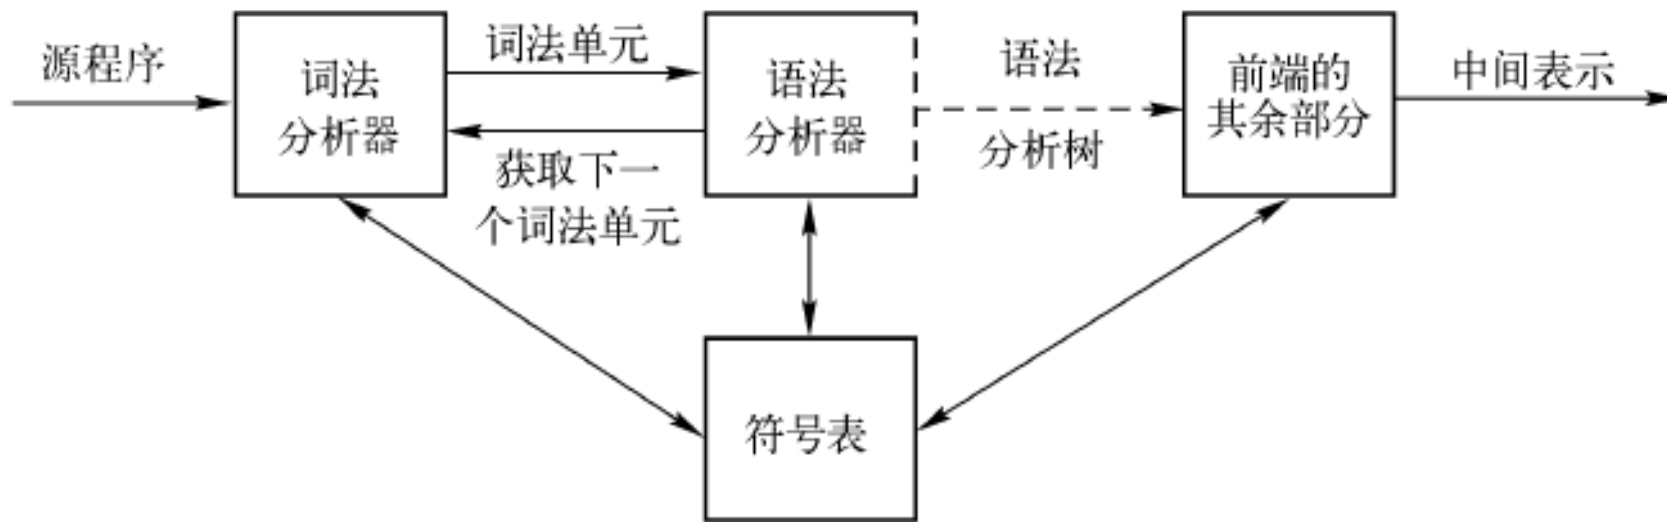 源程序
词法
分析器
词法单元
获取下一
个词法单元
语法
分析器
语法
分析树
前端的
其余部分
中间表示
符号表